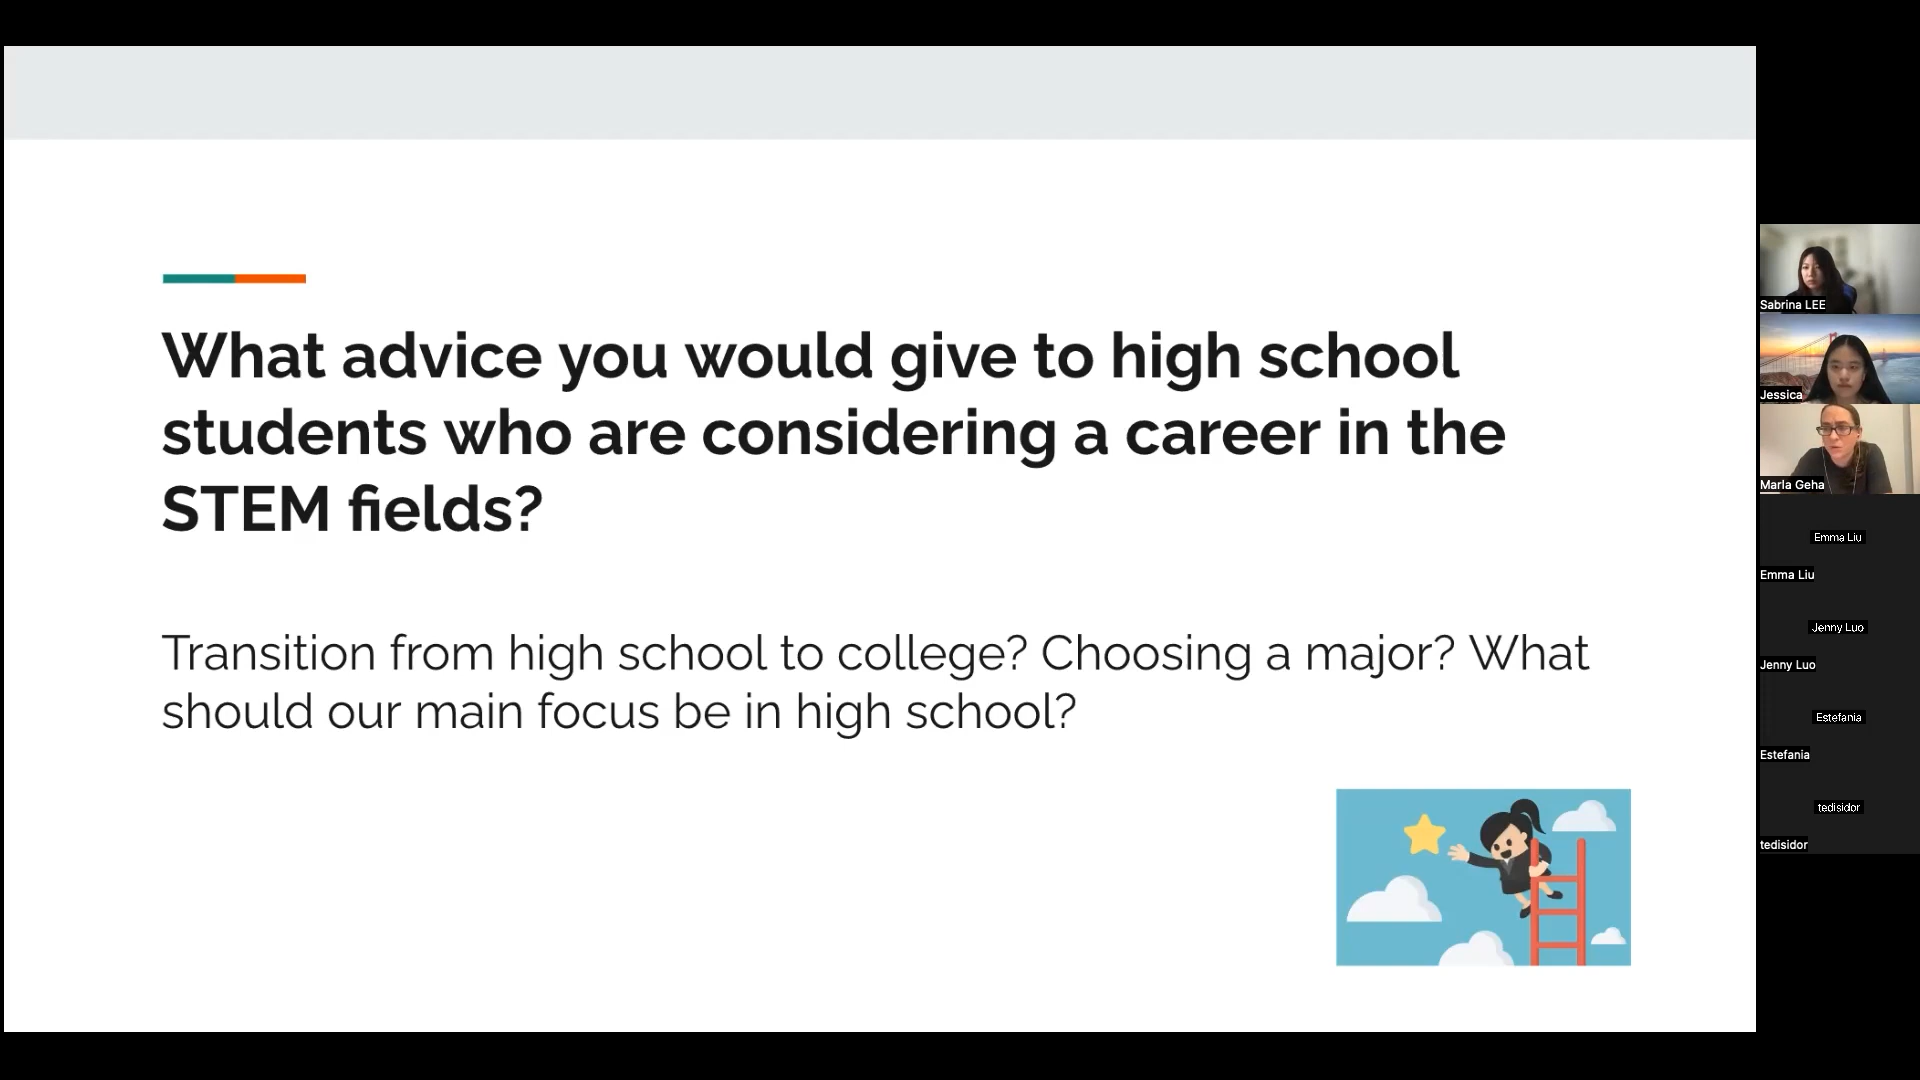 What advice you would give to high school
students who are considering a career in the
STEM fields?
Transition from high school to college? Choosing a major? What
should our main focus be in high school?
Sabrina LEE
Jessica
Marla Geha
Emma Liu
Emma Liu
Jenny Luo
Jenny Luo
Estefania
Estefania
tedisidor
tedisidor